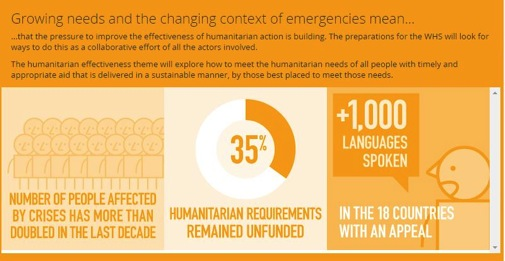 Growing needs and the changing context of emergencies mean...
...that the pressure to improve the effectiveness of humanitarian action is building. The preparations for the WHS will look for
ways to do this as a collaborative effort of all the actors involved.
The humanitarian effectiveness theme will explore how to meet the humanitarian needs of all people with timely and
appropriate aid that is delivered in a sustainable manner, by those best placed to meet those needs.
NUMBER OF PEOPLE AFFECTED
BY CRISES HAS MORE THAN
DOUBLED IN THE LAST DECADE
35%
HUMANITARIAN REQUIREMENTS
REMAINED UNFUNDED
+1,000
LANGUAGES
SPOKEN
IN THE 18 COUNTRIES
WITH AN APPEAL